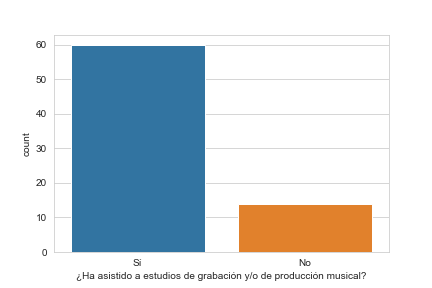 60
50
40
30
20
10
0
count
Si
No
¿Ha asistido a estudios de grabación y/o de producción musical?